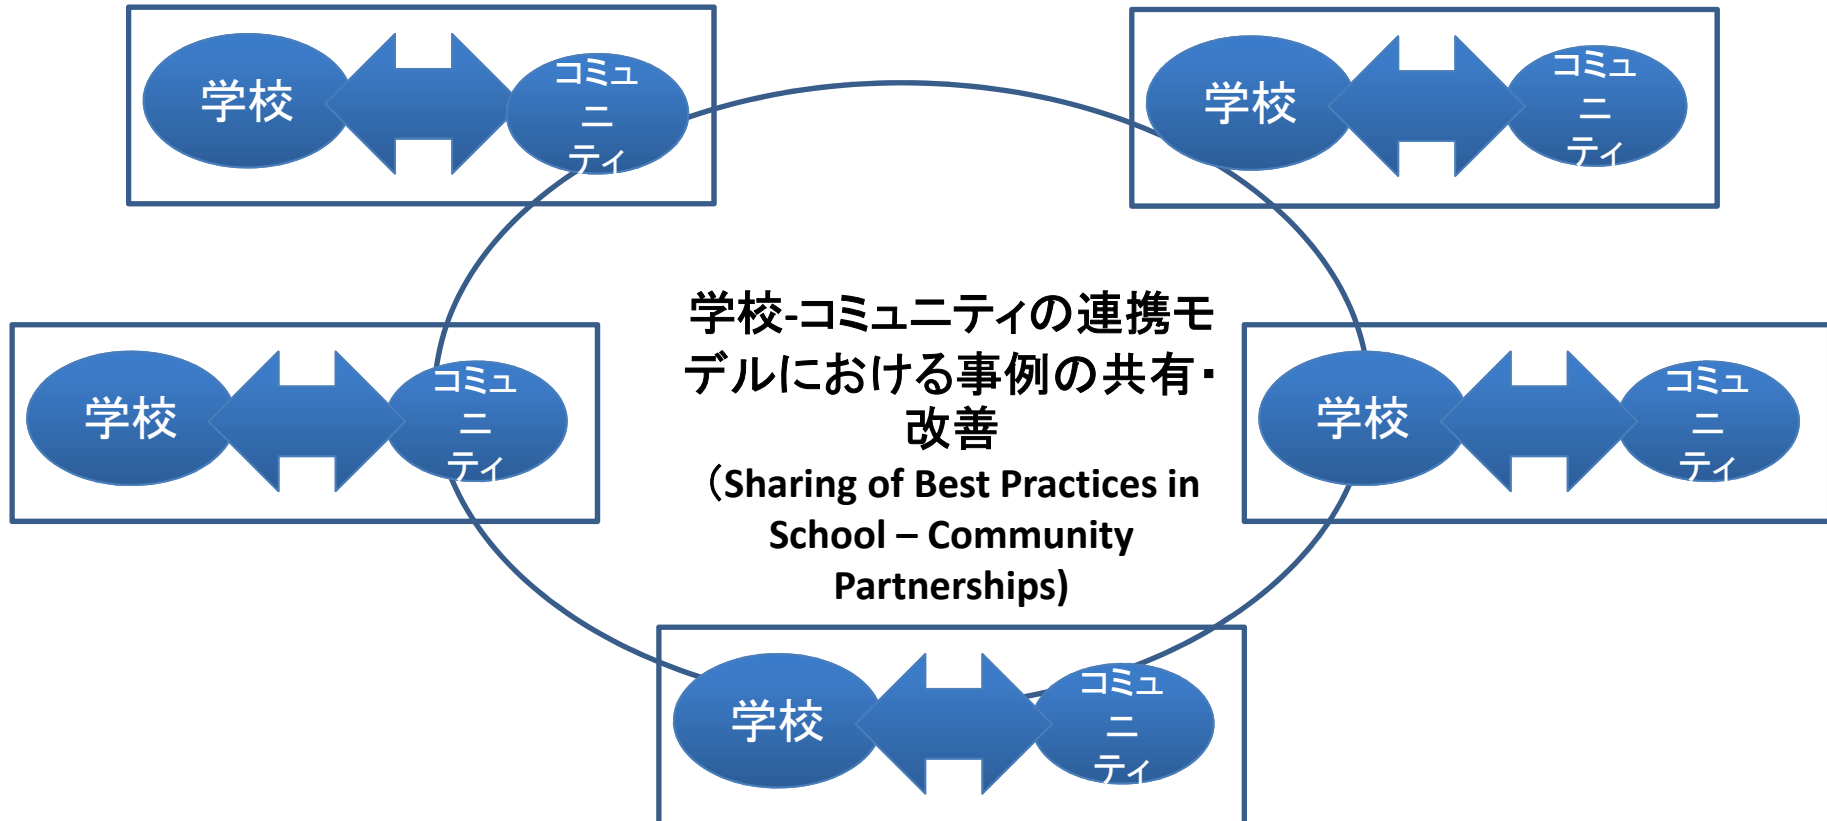 学校
コミュ
ニ
ティ
学校
コミュ
ニ
ティ
学校-コミュニティの連携モ
デルにおける事例の共有・
改善
（Sharing of Best Practices in
School – Community
Partnerships)
学校
コミュ
ニ
ティ
学校
コミュ
ニ
ティ
学校
コミュ
ニ
ティ